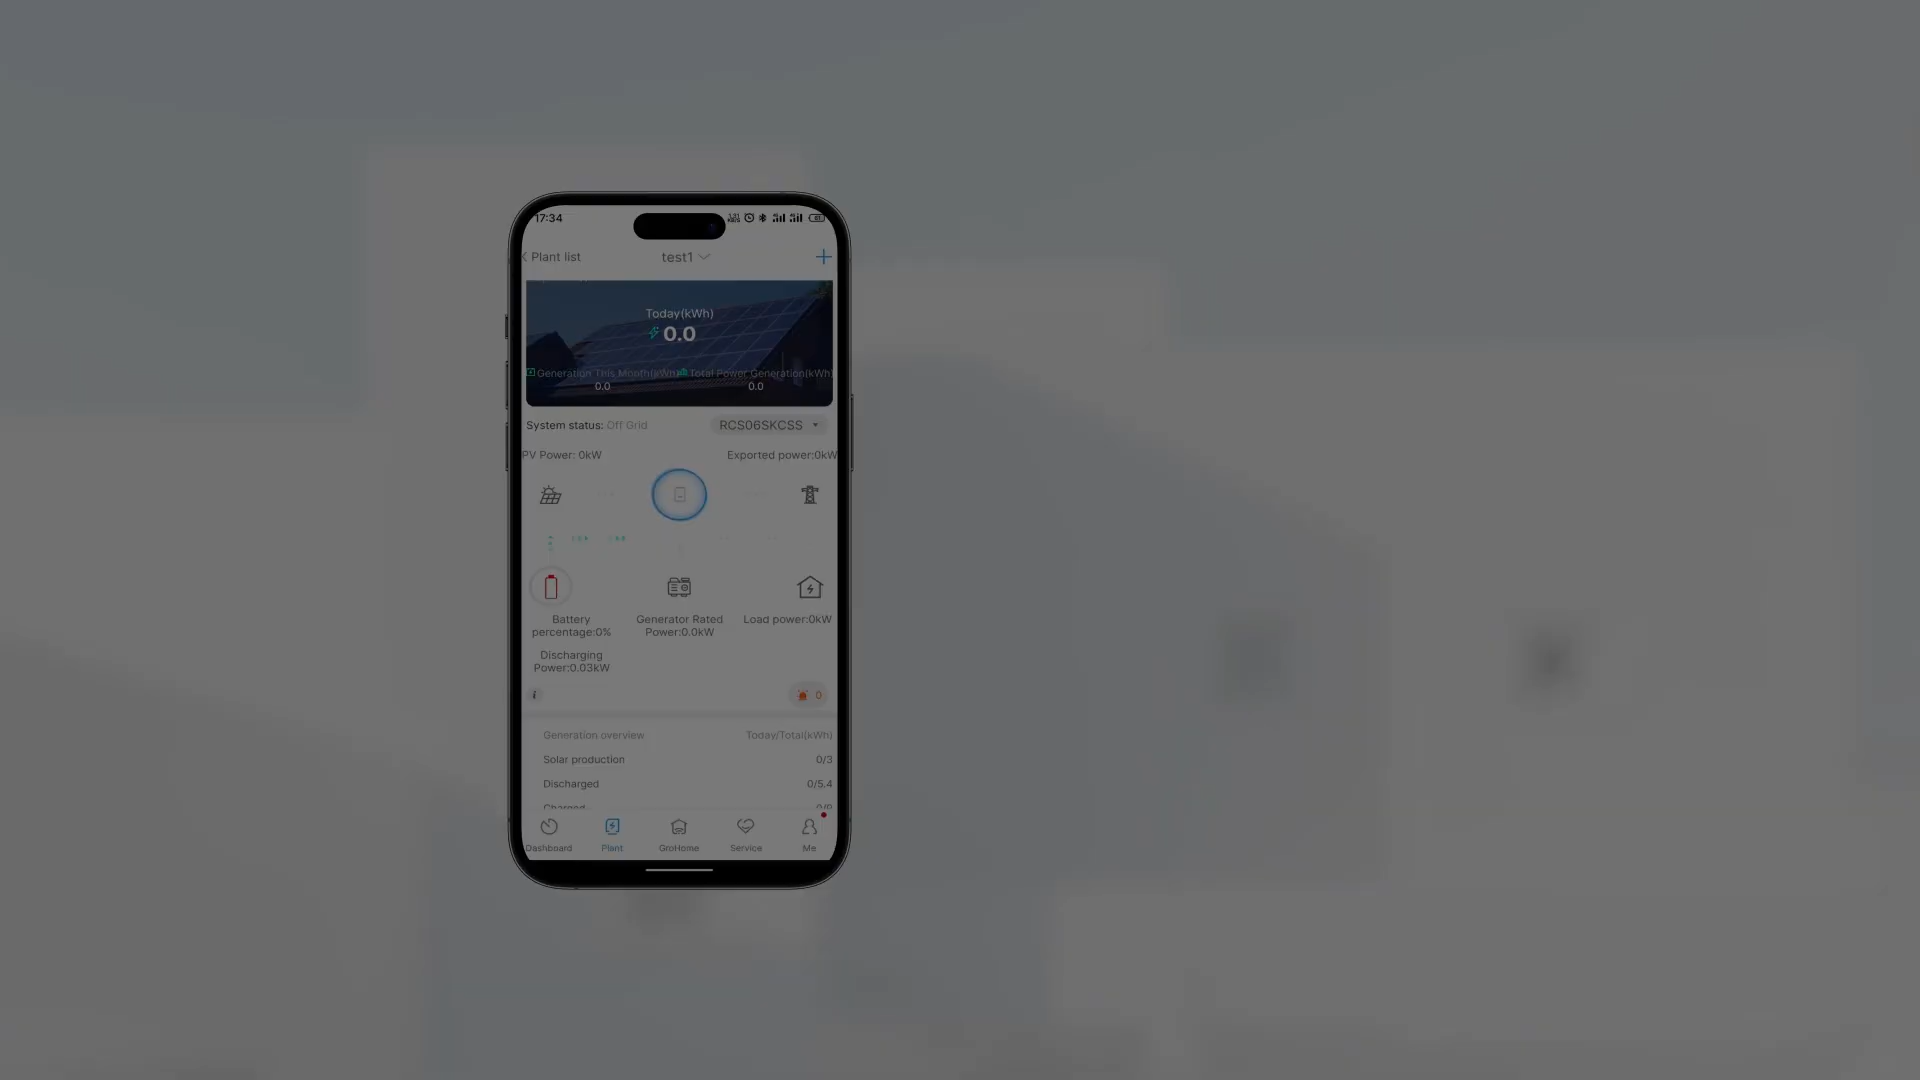 17:34
Plant list
test1
Today(kWh)
0.0
Generation This Month(kWh)
Total Power Generation(kWh)
0.0
0.0
System status: Off Grid
RCS06SKCSS
PV Power: 0kW
Exported power:0kW
Battery
percentage:0%
Generator Rated
Power:0.0kW
Load power:0kW
Discharging
Power:0.03kW
i
0
Generation overview
Today/Total(kWh)
Solar production
0/3
Discharged
0/5.4
Charged
Dashboard
Plant
GroHome
Service
Me